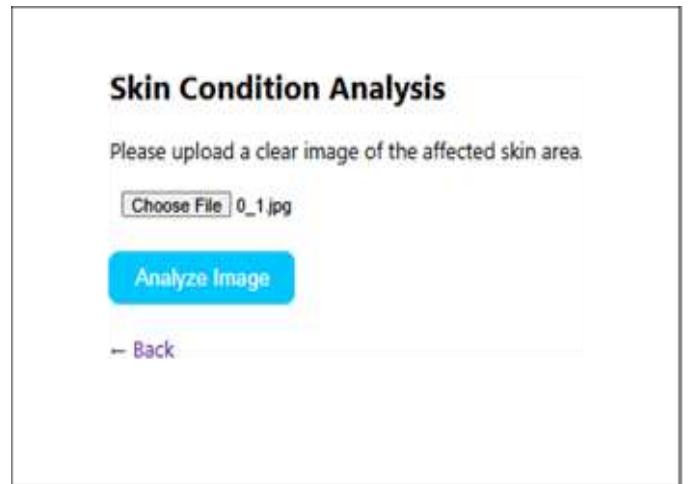 Skin Condition Analysis
Please upload a clear image of the affected skin area.
Choose File 0_1.jpg
Analyze Image
← Back